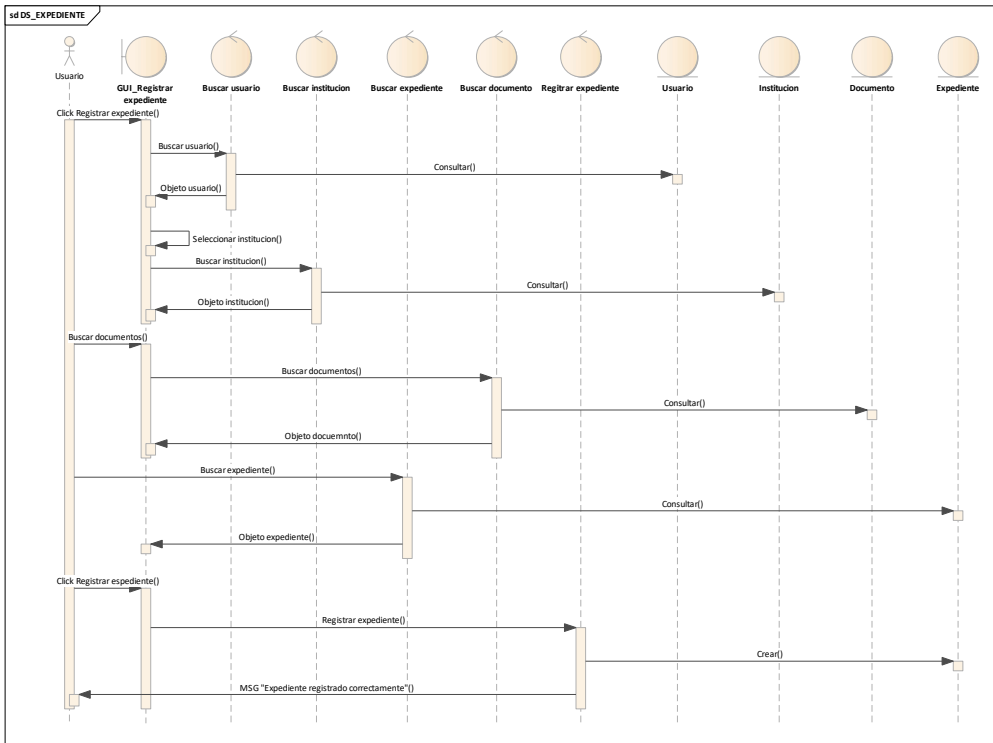 sd DS_EXPEDIENTE
Usuario
GUI_Registrar
expediente
Buscar usuario
Buscar institucion
Buscar expediente
Buscar documento
Regitrar expediente
Usuario
Institucion
Documento
Expediente
Click Registrar expediente()
Buscar usuario()
Consultar()
Objeto usuario()
Seleccionar institucion()
Buscar institucion()
Consultar()
Objeto institucion()
Buscar documentos()
Buscar documentos()
Consultar()
Objeto docuemnto()
Buscar expediente()
Consultar()
Objeto expediente()
Click Registrar espediente()
Registrar expediente()
Crear()
MSG "Expediente registrado correctamente"()